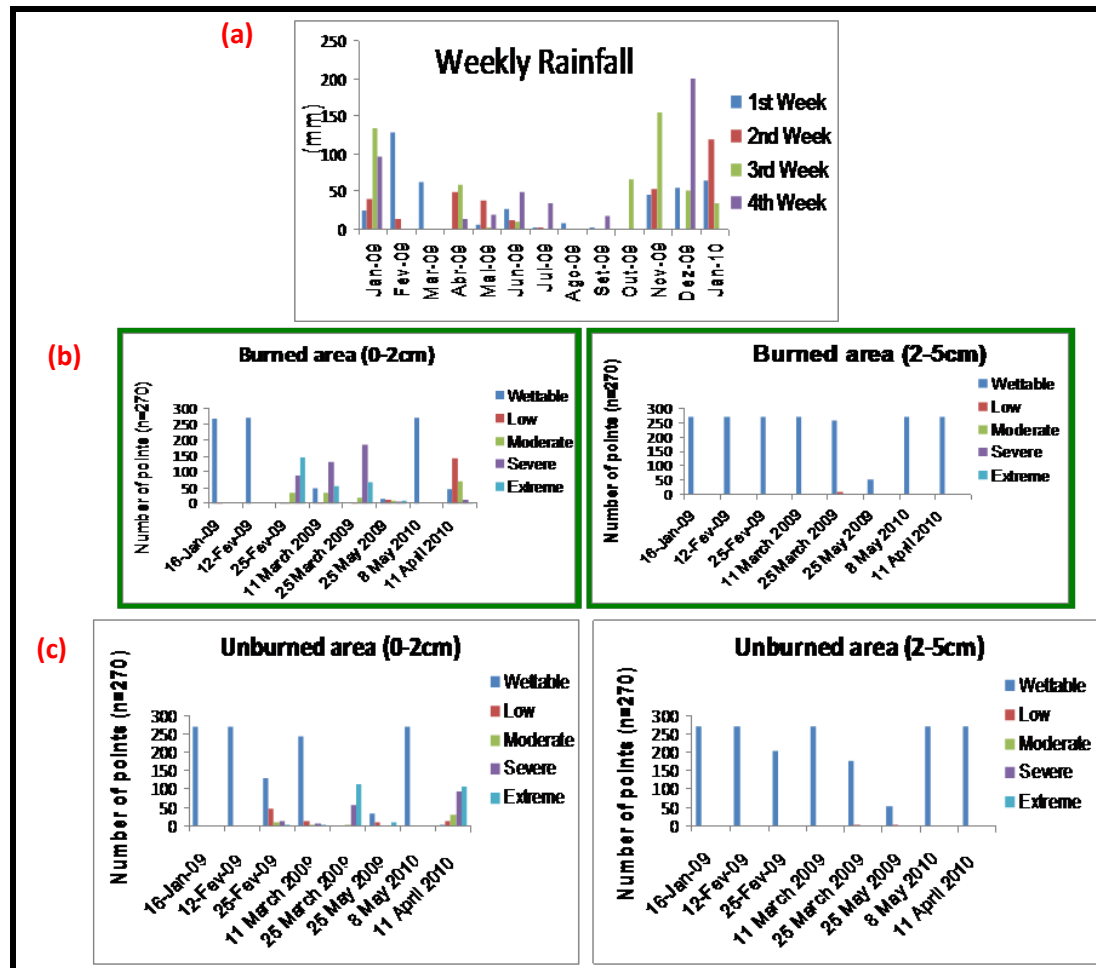 (a)
Weekly Rainfall
(mm)
250
200
150
100
50
0
Jan-09
Fev-09
Mar-09
Abr-09
Mai-09
Jun-09
Jul-09
Ago-09
Set-09
Out-09
Nov-09
Dez-09
Jan-10
1st Week
2nd Week
3rd Week
4th Week
(b)
Burned area (0-2cm)
Number of points (n=270)
300
250
200
150
100
50
0
16-Jan-09
12-Fev-09
25-Fev-09
11 March 2009
25 March 2009
25 May 2009
8 May 2010
11 April 2010
Wettable
Low
Moderate
Severe
Extreme
Burned area (2-5cm)
Number of points (n=270)
300
250
200
150
100
50
0
16-Jan-09
12-Fev-09
25-Fev-09
11 March 2009
25 March 2009
25 May 2009
8 May 2010
11 April 2010
Wettable
Low
Moderate
Severe
Extreme
(c)
Unburned area (0-2cm)
Number of points (n=270)
300
250
200
150
100
50
0
16-Jan-09
12-Fev-09
25-Fev-09
11 March 2009
25 March 2009
25 May 2009
8 May 2010
11 April 2010
Wettable
Low
Moderate
Severe
Extreme
Unburned area (2-5cm)
Number of points (n=270)
300
250
200
150
100
50
0
16-Jan-09
12-Fev-09
25-Fev-09
11 March 2009
25 March 2009
25 May 2009
8 May 2010
11 April 2010
Wettable
Low
Moderate
Severe
Extreme